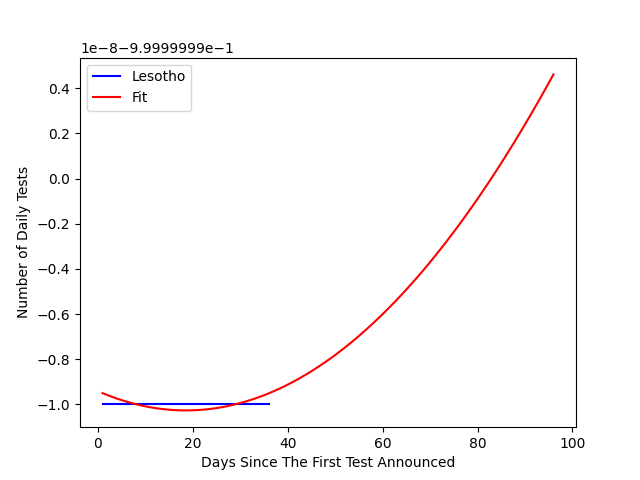 1e−8−9.9999999e−1
Lesotho
Fit
Number of Daily Tests
0.4
0.2
0.0
−0.2
−0.4
−0.6
−0.8
−1.0
0 20 40 60 80 100
Days Since The First Test Announced